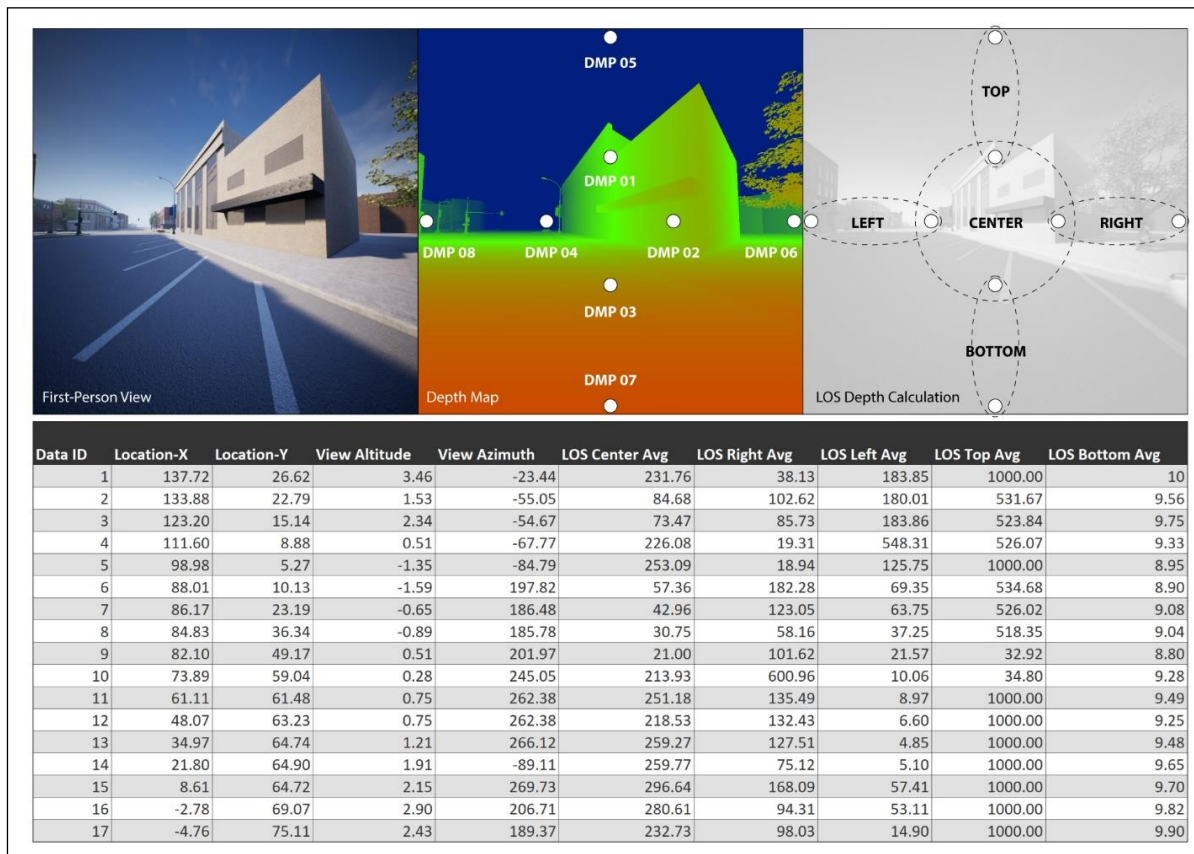 DMP 05
TOP
DMP 01
LEFT
CENTER
RIGHT
DMP 08
DMP 04
DMP 02
DMP 06
DMP 03
BOTTOM
DMP 07
First-Person View
Depth Map
LOS Depth Calculation
Data ID Location-X Location-Y View Altitude View Azimuth LOS Center Avg LOS Right Avg LOS Left Avg LOS Top Avg LOS Bottom Avg
1 137.72 26.62 3.46 -23.44 231.76 38.13 183.85 1000.00 10
2 133.88 22.79 1.53 -55.05 84.68 102.62 180.01 531.67 9.56
3 123.20 15.14 2.34 -54.67 73.47 85.73 183.86 523.84 9.75
4 111.60 8.88 0.51 -67.77 226.08 19.31 548.31 526.07 9.33
5 98.98 5.27 -1.35 -84.79 253.09 18.94 125.75 1000.00 8.95
6 88.01 10.13 -1.59 197.82 57.36 182.28 69.35 534.68 8.90
7 86.17 23.19 -0.65 186.48 42.96 123.05 63.75 526.02 9.08
8 84.83 36.34 -0.89 185.78 30.75 58.16 37.25 518.35 9.04
9 82.10 49.17 0.51 201.97 21.00 101.62 21.57 32.92 8.80
10 73.89 59.04 0.28 245.05 213.93 600.96 10.06 34.80 9.28
11 61.11 61.48 0.75 262.38 251.18 135.49 8.97 1000.00 9.49
12 48.07 63.23 0.75 262.38 218.53 132.43 6.60 1000.00 9.25
13 34.97 64.74 1.21 266.12 259.27 127.51 4.85 1000.00 9.48
14 21.80 64.90 1.91 -89.11 259.77 75.12 5.10 1000.00 9.65
15 8.61 64.72 2.15 269.73 296.64 168.09 57.41 1000.00 9.70
16 -2.78 69.07 2.90 206.71 280.61 94.31 53.11 1000.00 9.82
17 -4.76 75.11 2.43 189.37 232.73 98.03 14.90 1000.00 9.90